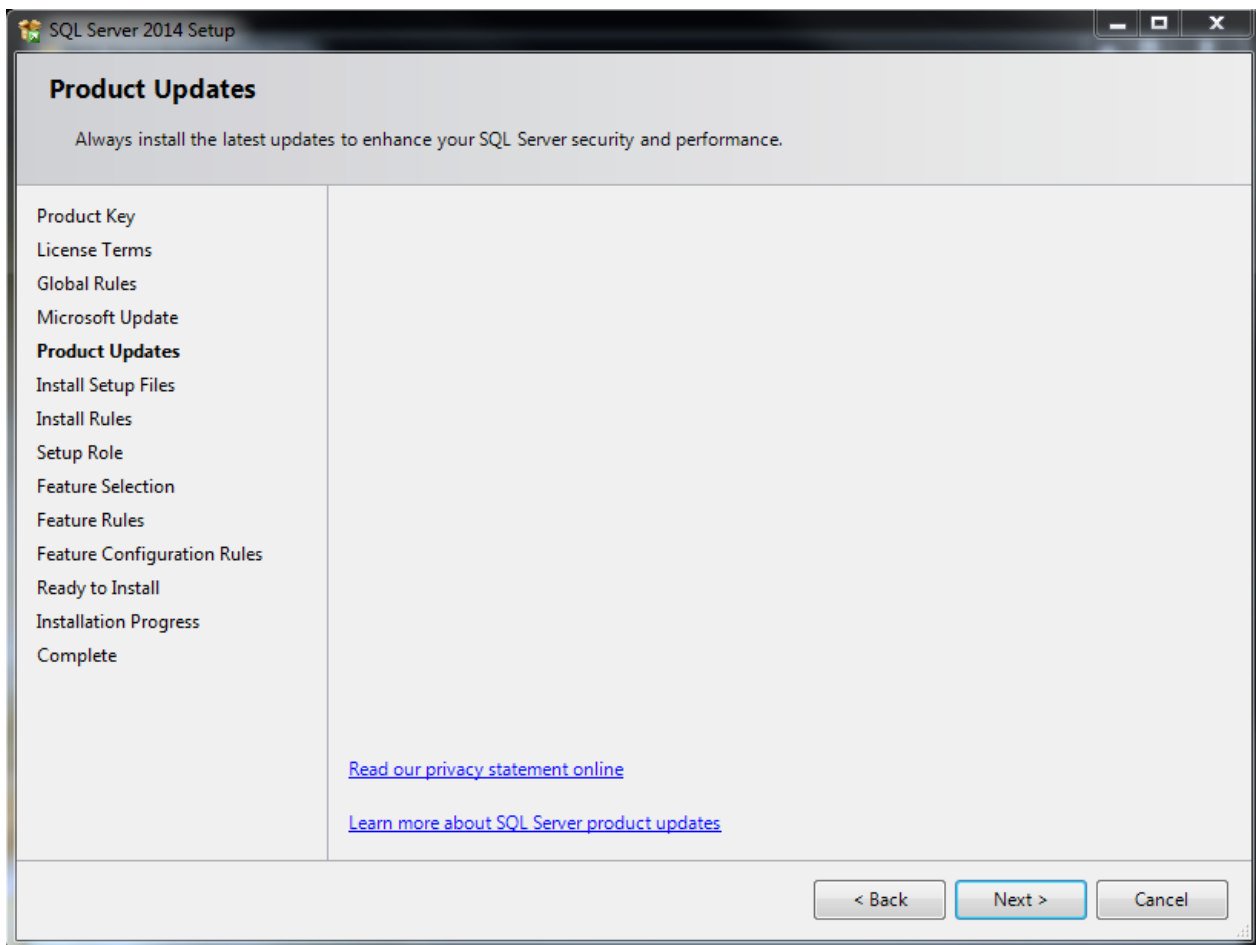 SQL Server 2014 Setup
Product Updates
Always install the latest updates to enhance your SQL Server security and performance.
Product Key
License Terms
Global Rules
Microsoft Update
Product Updates
Install Setup Files
Install Rules
Setup Role
Feature Selection
Feature Rules
Feature Configuration Rules
Ready to Install
Installation Progress
Complete
Read our privacy statement online
Learn more about SQL Server product updates
< Back Next > Cancel